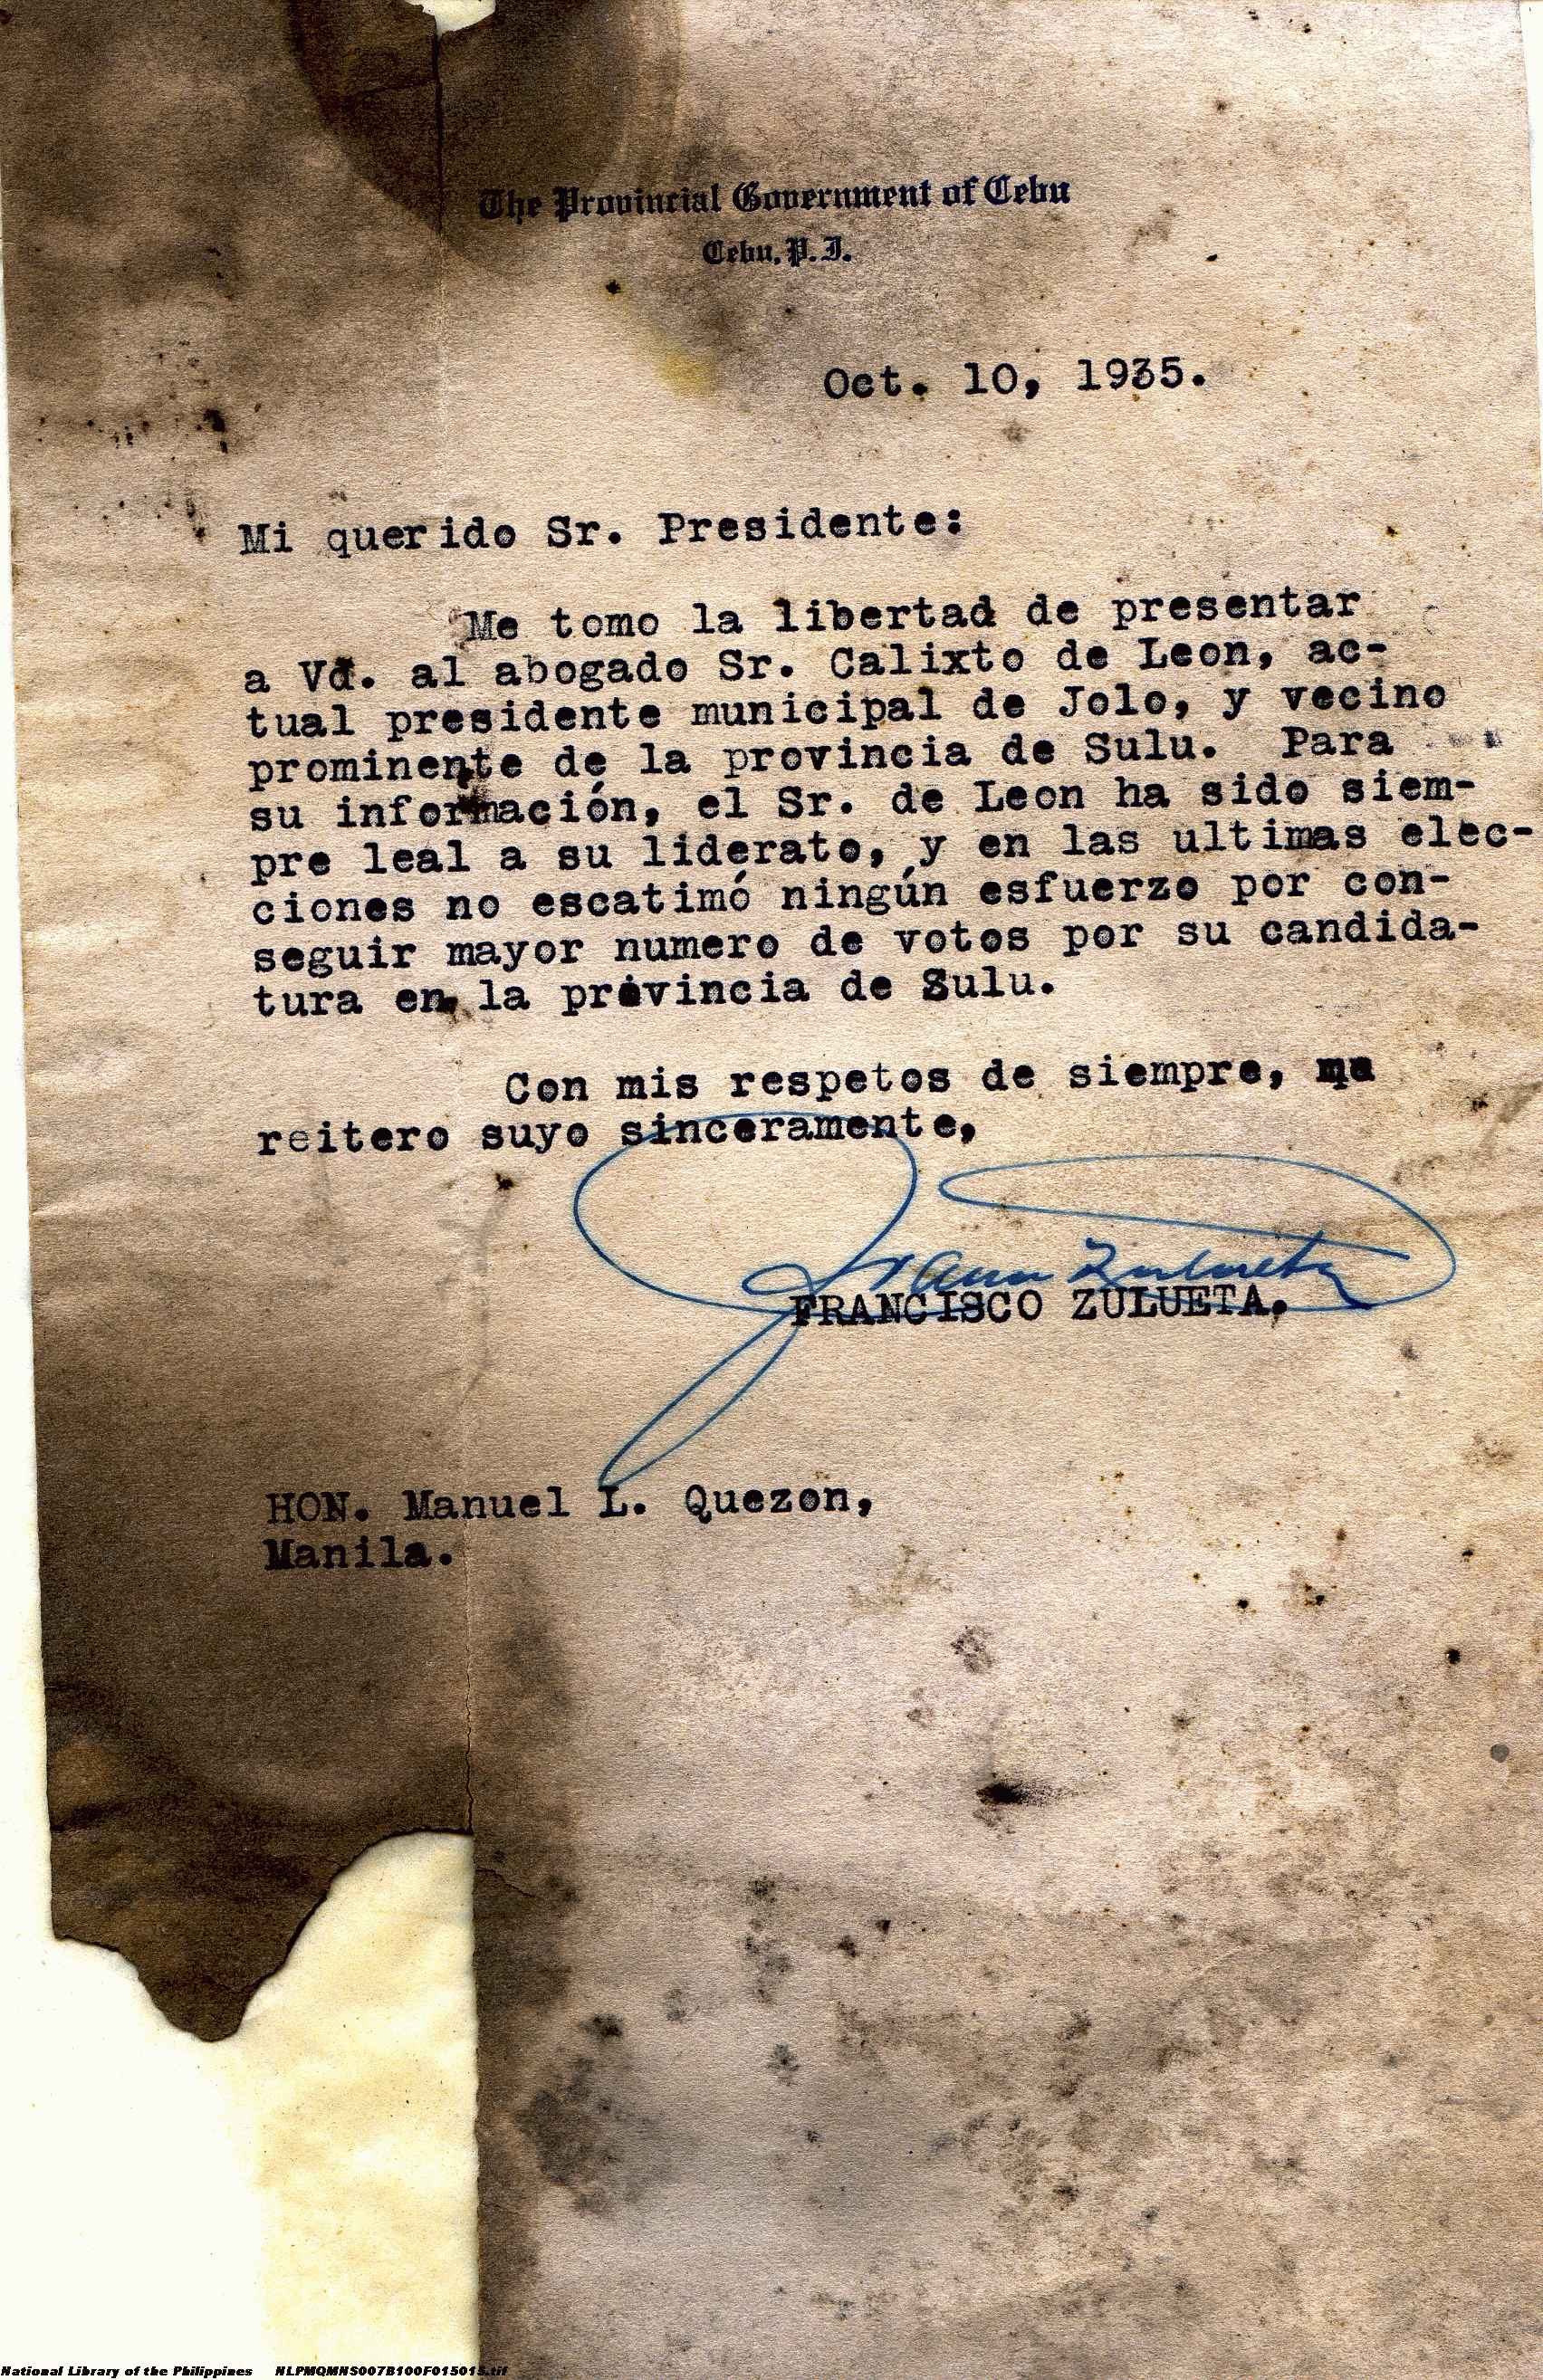 The Provincial Government of Cebu
Cebu, P. I.
Oct. 10, 1935.
Mi querido Sr. Presidente:
Me tomo la libertad de presentar
a Vd. al abogado Sr. Calixto de Leon, ac-
tual presidente municipal de Jolo, y vecino
prominente de la provincia de Sulu. Para
su información, el Sr. de Leon ha sido siem-
pre leal a su liderato, y en las ultimas elec-
ciones no escatimó ningún esfuerzo por con-
seguir mayor numero de votos por su candida-
tura en la provincia de Sulu.
Con mis respetos de siempre,
reitero suyo sinceramente,
FRANCISCO ZULUETA.
HON. Manuel L. Quezon,
Manila.
National Library of the Philippines NLPMQMNS007B100F015015.tif